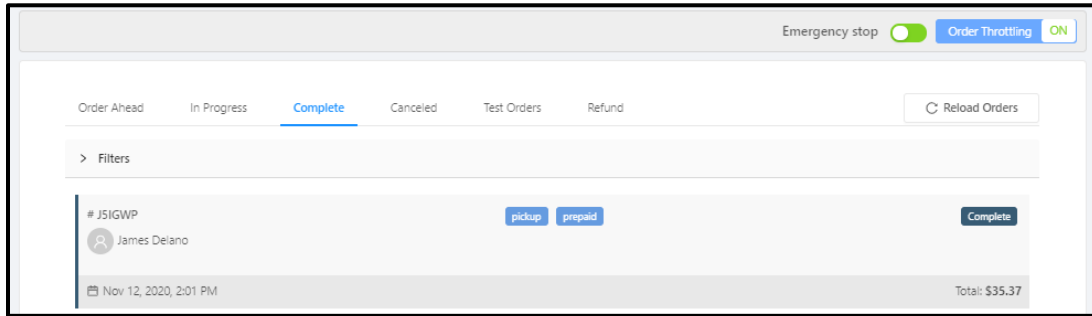 Emergency stop Order Throttling ON
Order Ahead In Progress Complete Canceled Test Orders Refund Reload Orders
> Filters
# J5IGWP pickup prepaid Complete
James Delano
Nov 12, 2020, 2:01 PM Total: $35.37